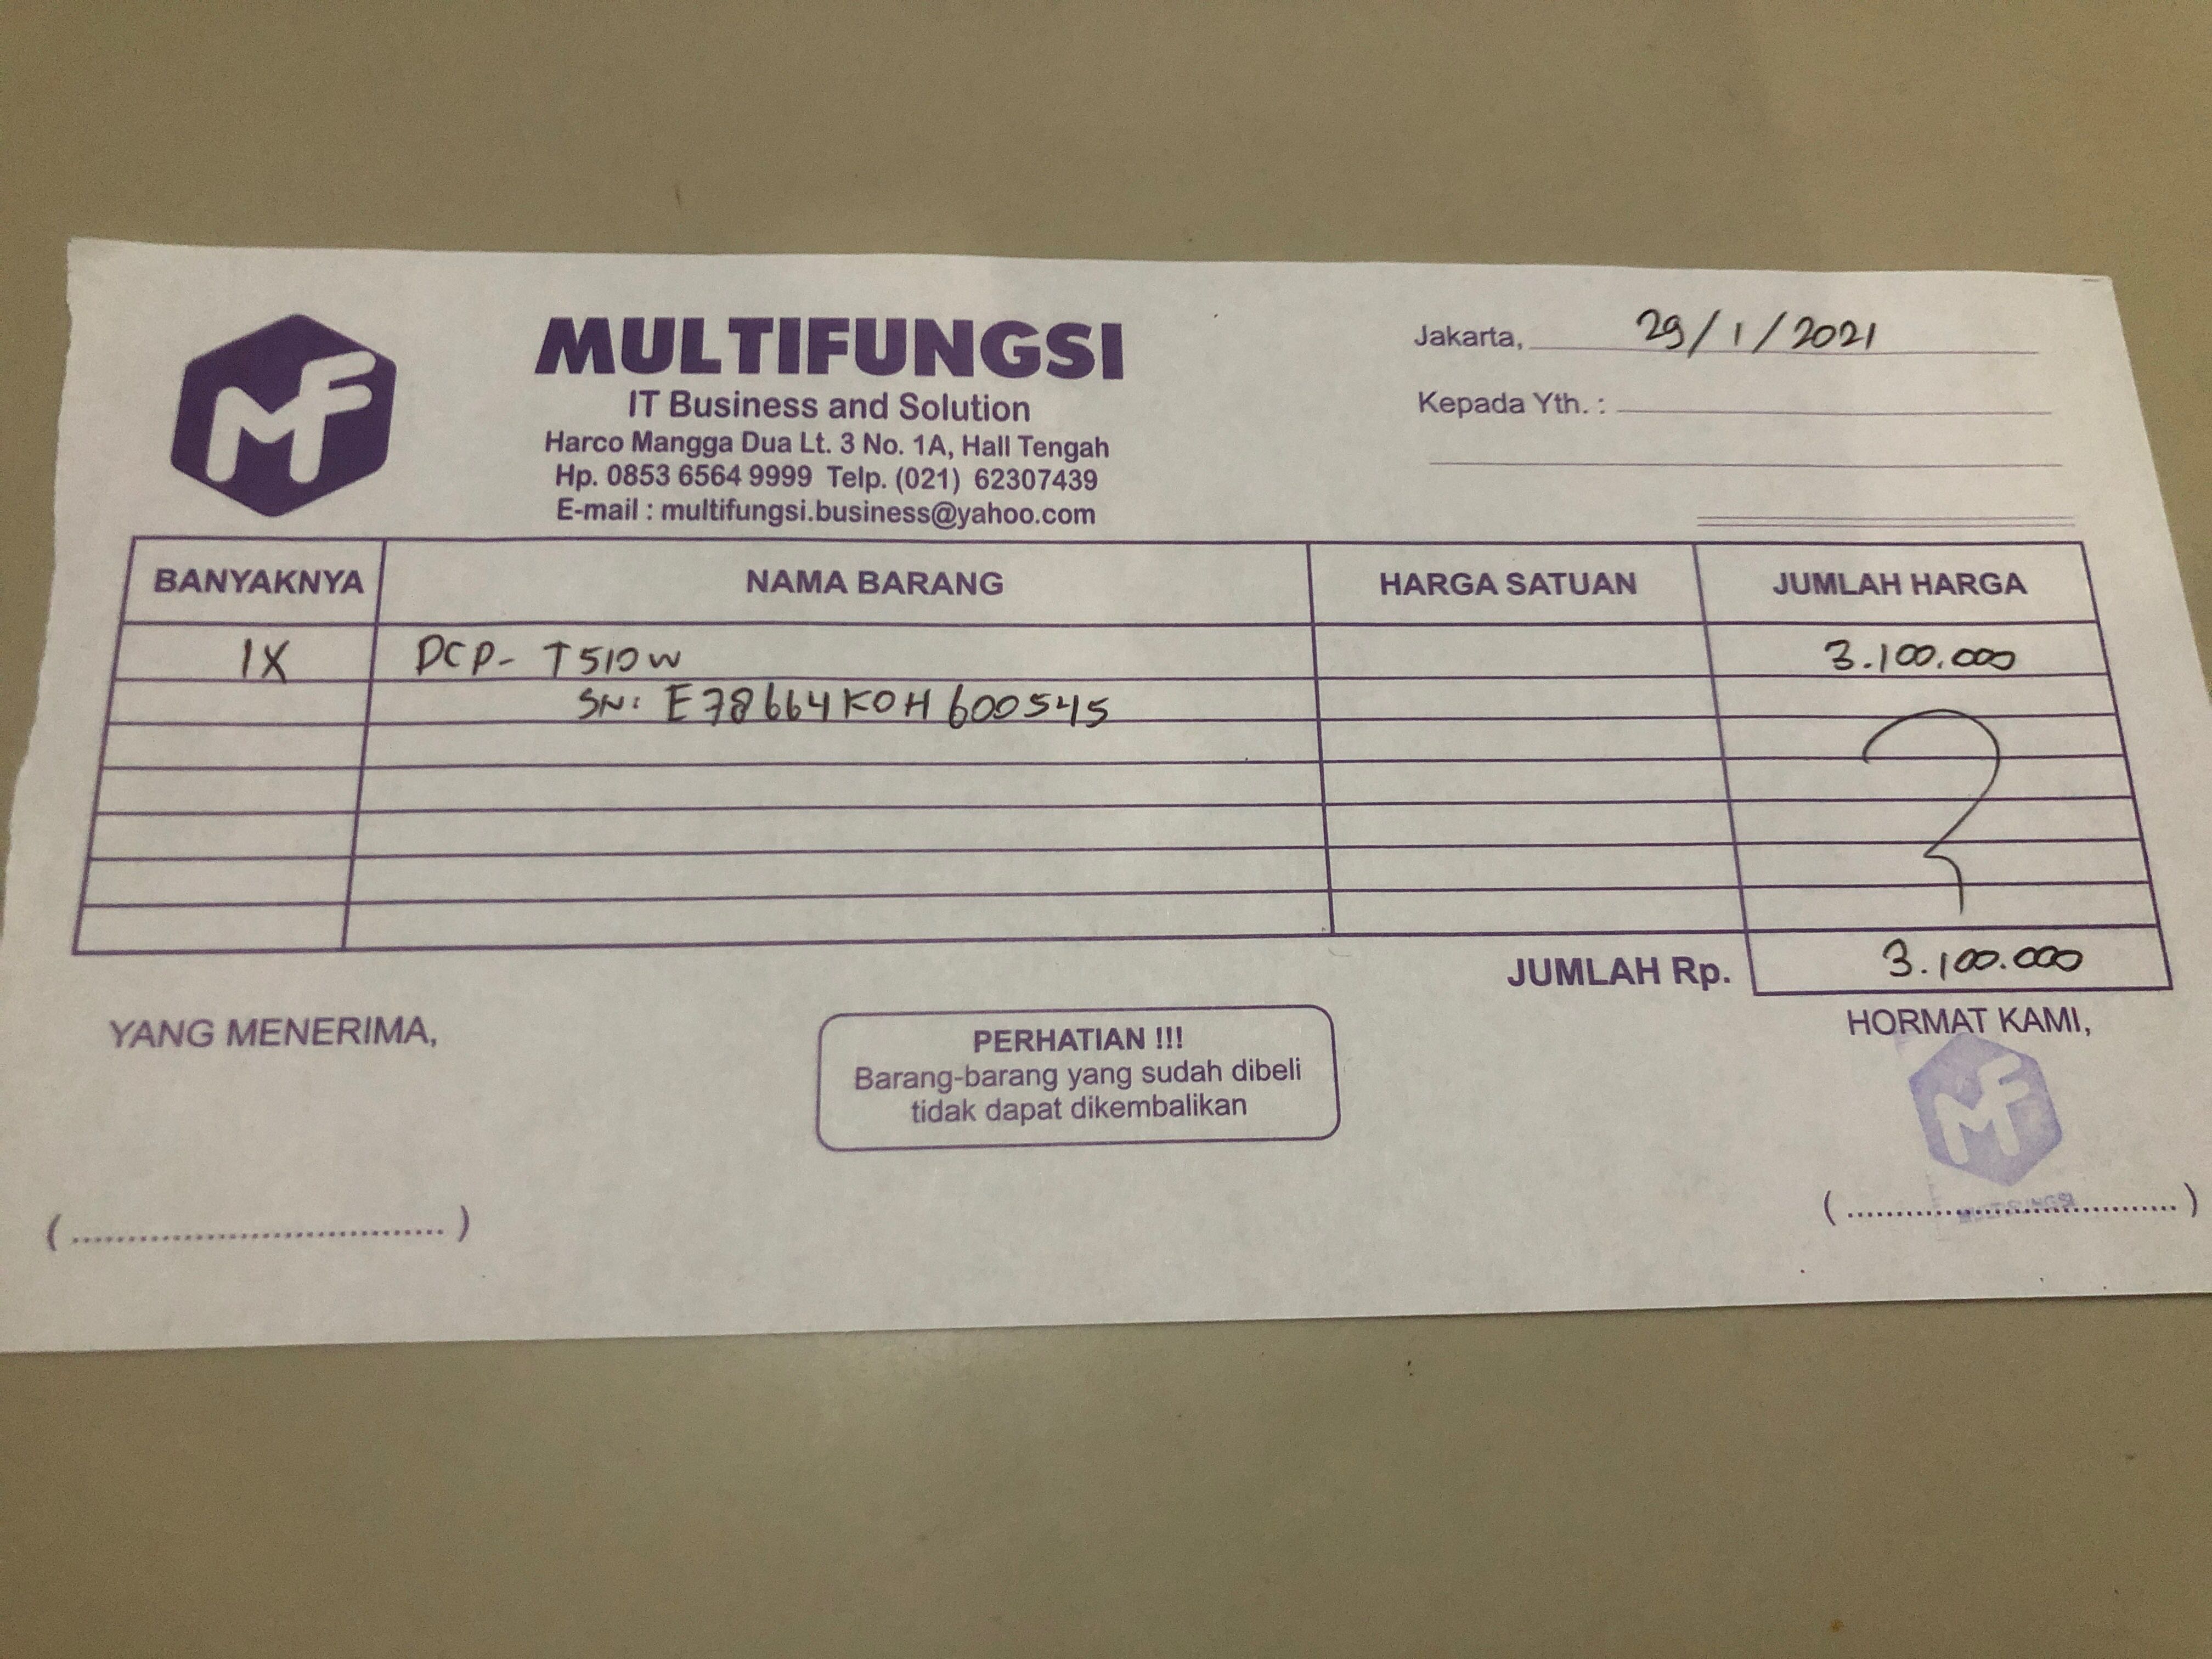 MF
MULTIFUNGSI
IT Business and Solution
Harco Mangga Dua Lt. 3 No. 1A, Hall Tengah
Hp. 0853 6564 9999 Telp. (021) 62307439
E-mail : multifungsi.business@yahoo.com
Jakarta, 29/1/2021
Kepada Yth. :
BANYAKNYA NAMA BARANG HARGA SATUAN JUMLAH HARGA
1X DCP- T510W 3.100.000
SN: E78664K0H600545
JUMLAH Rp. 3.100.000
YANG MENERIMA,
PERHATIAN !!!
Barang-barang yang sudah dibeli
tidak dapat dikembalikan
HORMAT KAMI,
MF
MULTIFUNGSI
(................................) (................................)